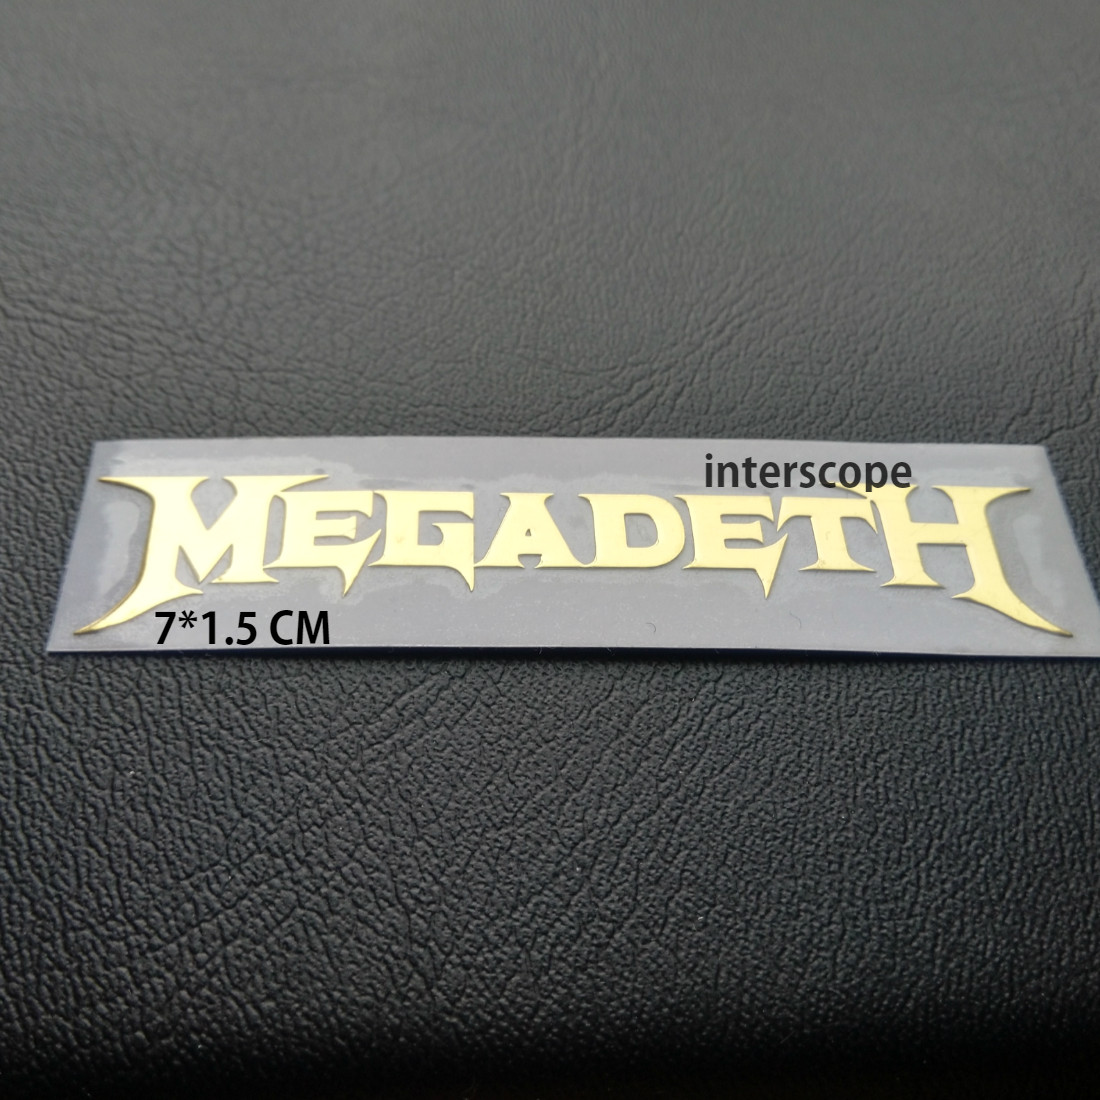 interscope
MEGADETH
7*1.5 CM